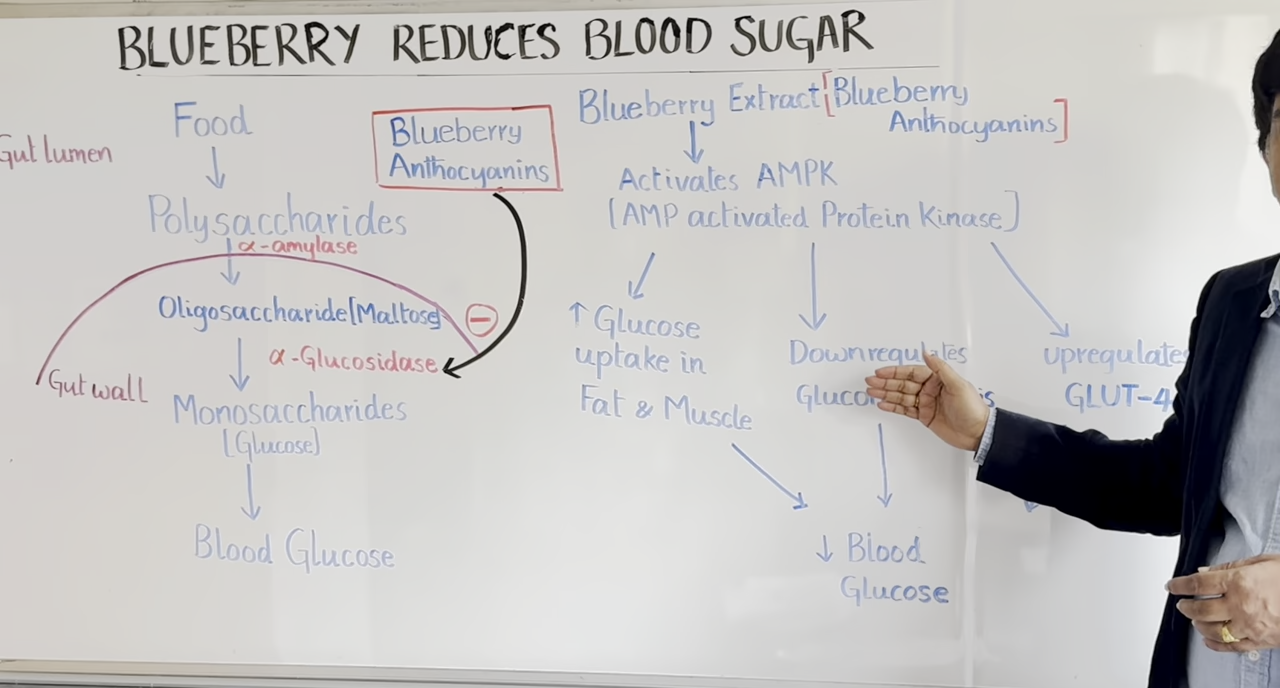 BLUEBERRY REDUCES BLOOD SUGAR
Gut lumen
Food
Polysaccharides
α-amylase
Oligosaccharide[Maltose]
α-Glucosidase
Gut wall
Monosaccharides
[Glucose]
Blood Glucose
Blueberry
Anthocyanins
−
Blueberry Extract[Blueberry
Anthocyanins]
Activates AMPK
[AMP activated Protein Kinase]
↑ Glucose
uptake in
Fat & Muscle
Downregulates
upregulate
GLUT-4
↓ Blood
Glucose